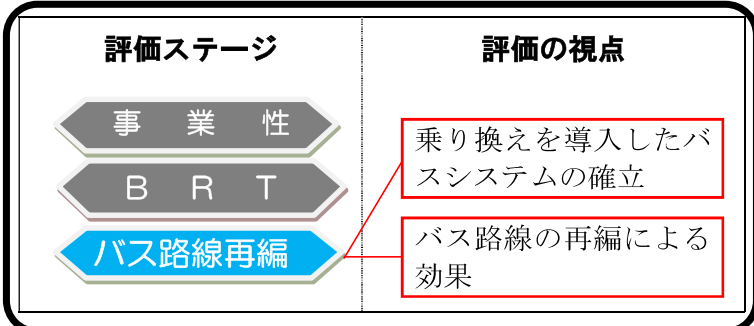 評価ステージ
評価の視点
事業性
BRT
バス路線再編
乗り換えを導入したバ
スシステムの確立
バス路線の再編による
効果